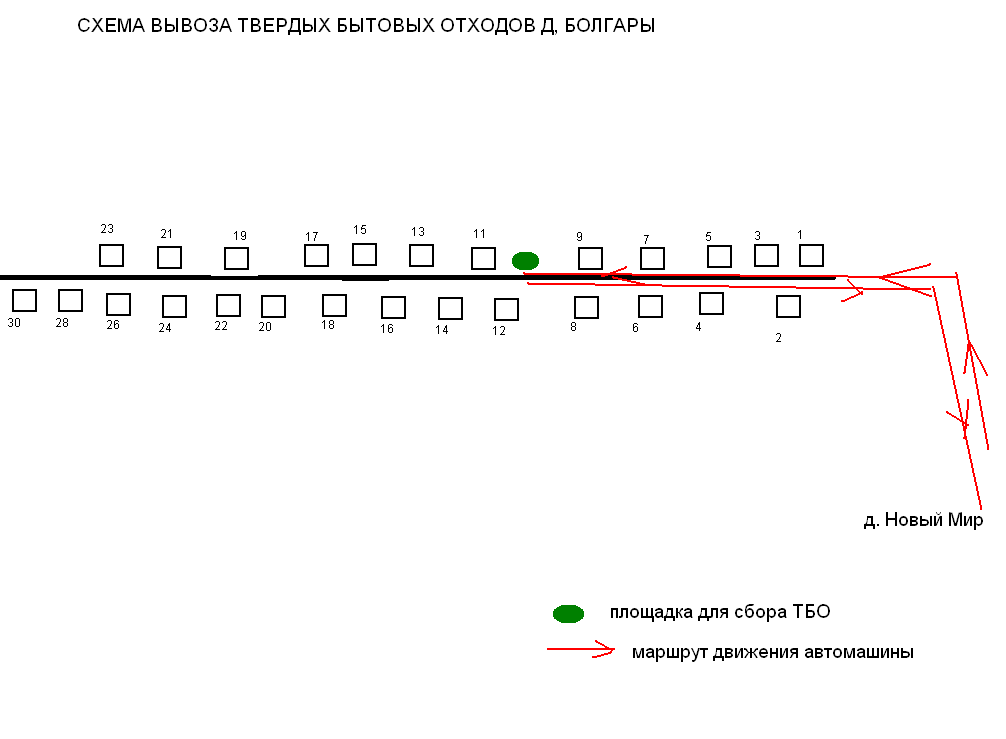 СХЕМА ВЫВОЗА ТВЕРДЫХ БЫТОВЫХ ОТХОДОВ Д, БОЛГАРЫ
23 21 19 17 15 13 11 9 7 5 3 1
30 28 26 24 22 20 18 16 14 12 8 6 4 2
д. Новый Мир
площадка для сбора ТБО
маршрут движения автомашины